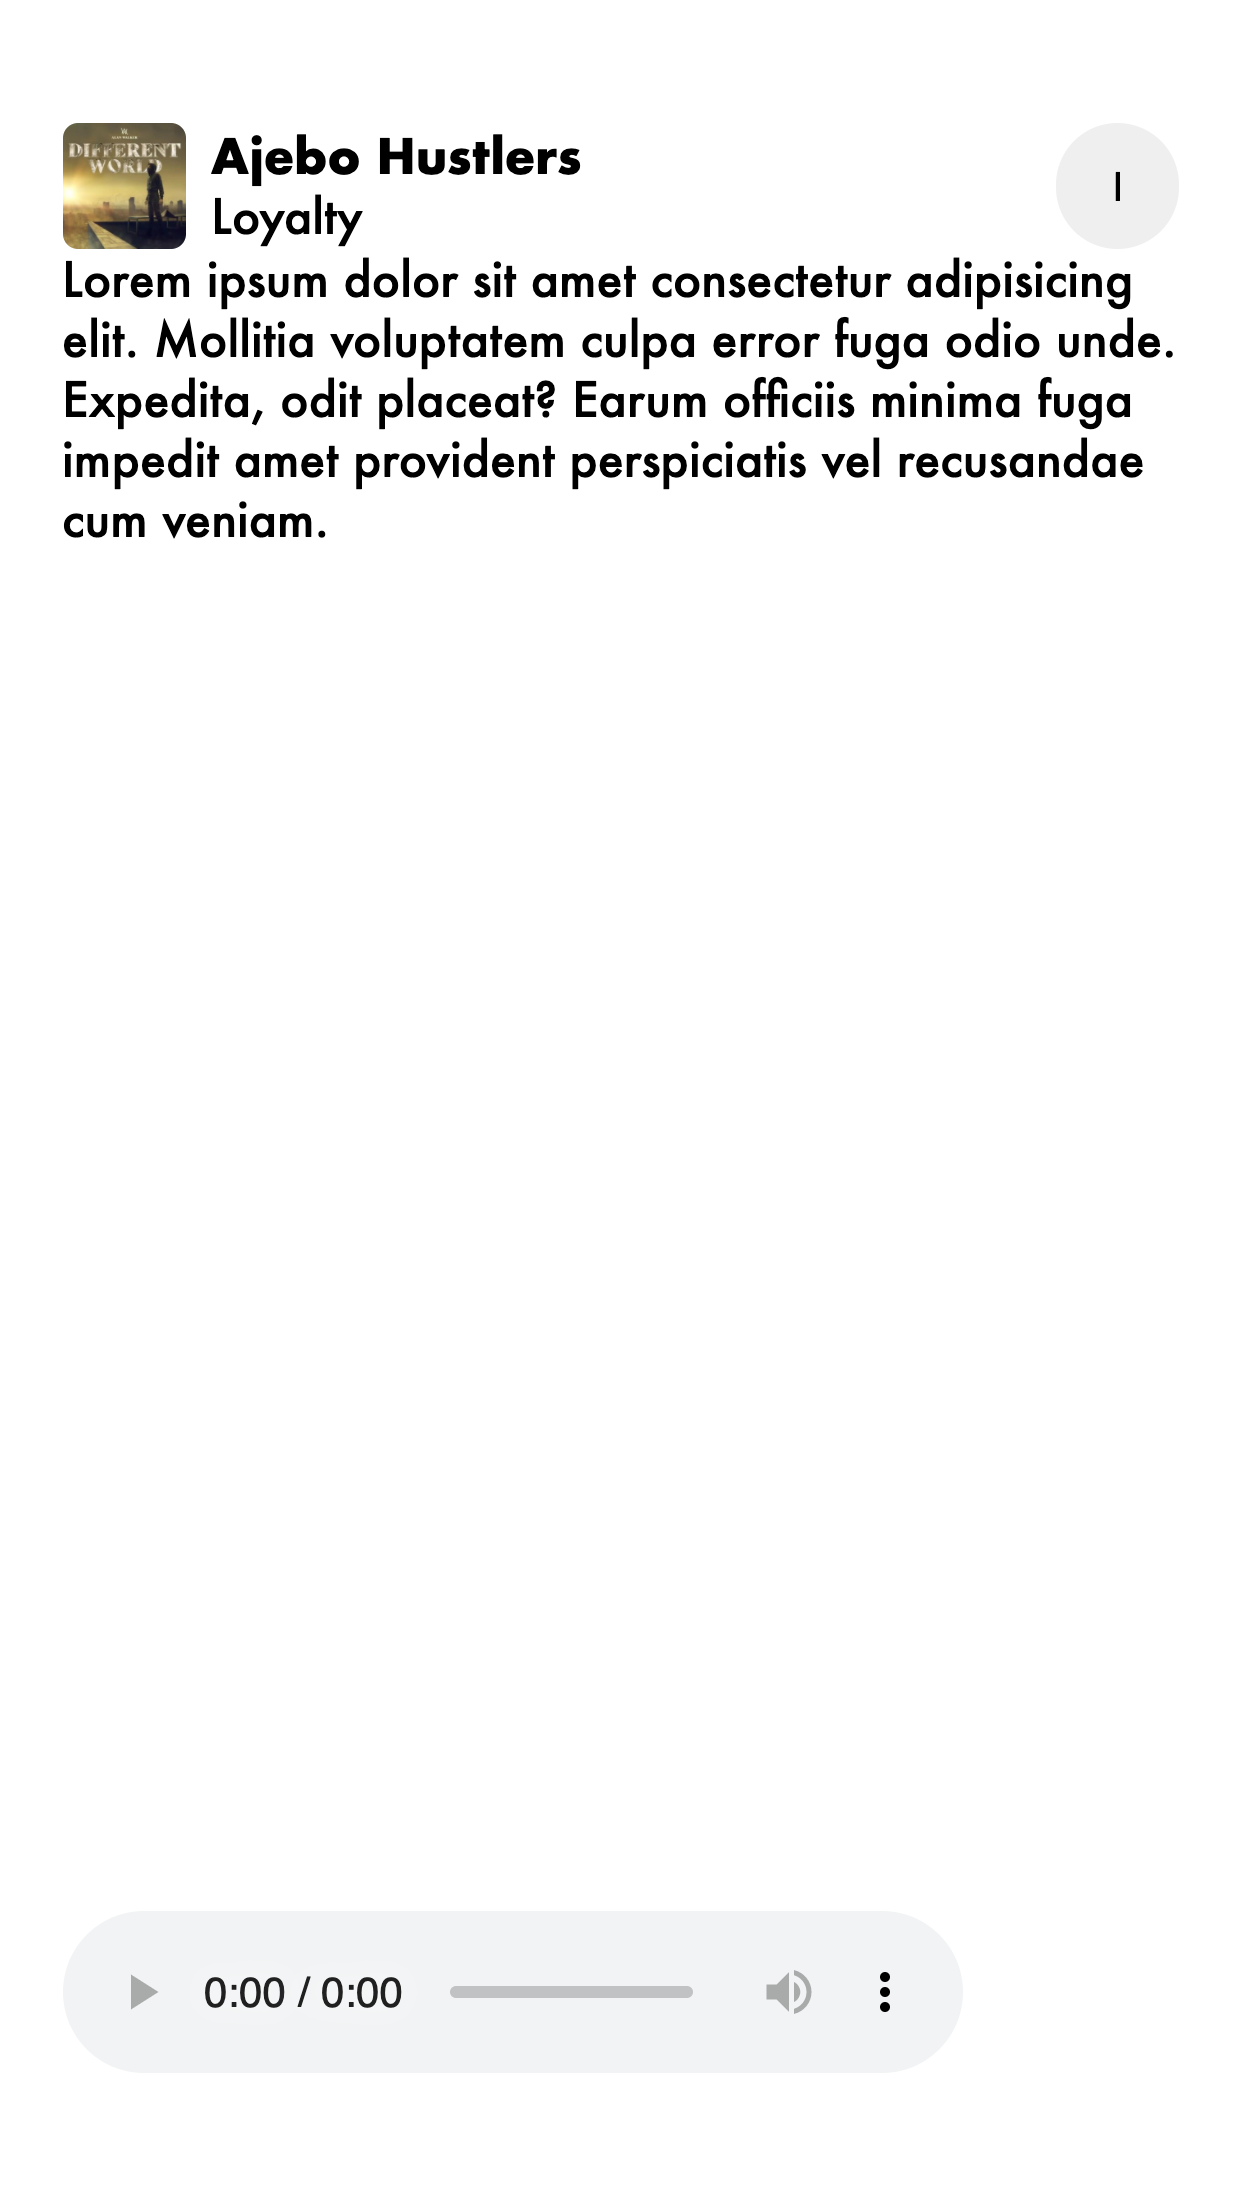 DIFFERENT
WORLD
Ajebo Hustlers
Loyalty
I
Lorem ipsum dolor sit amet consectetur adipisicing
elit. Mollitia voluptatem culpa error fuga odio unde.
Expedita, odit placeat? Earum officiis minima fuga
impedit amet provident perspiciatis vel recusandae
cum veniam.
0:00 / 0:00